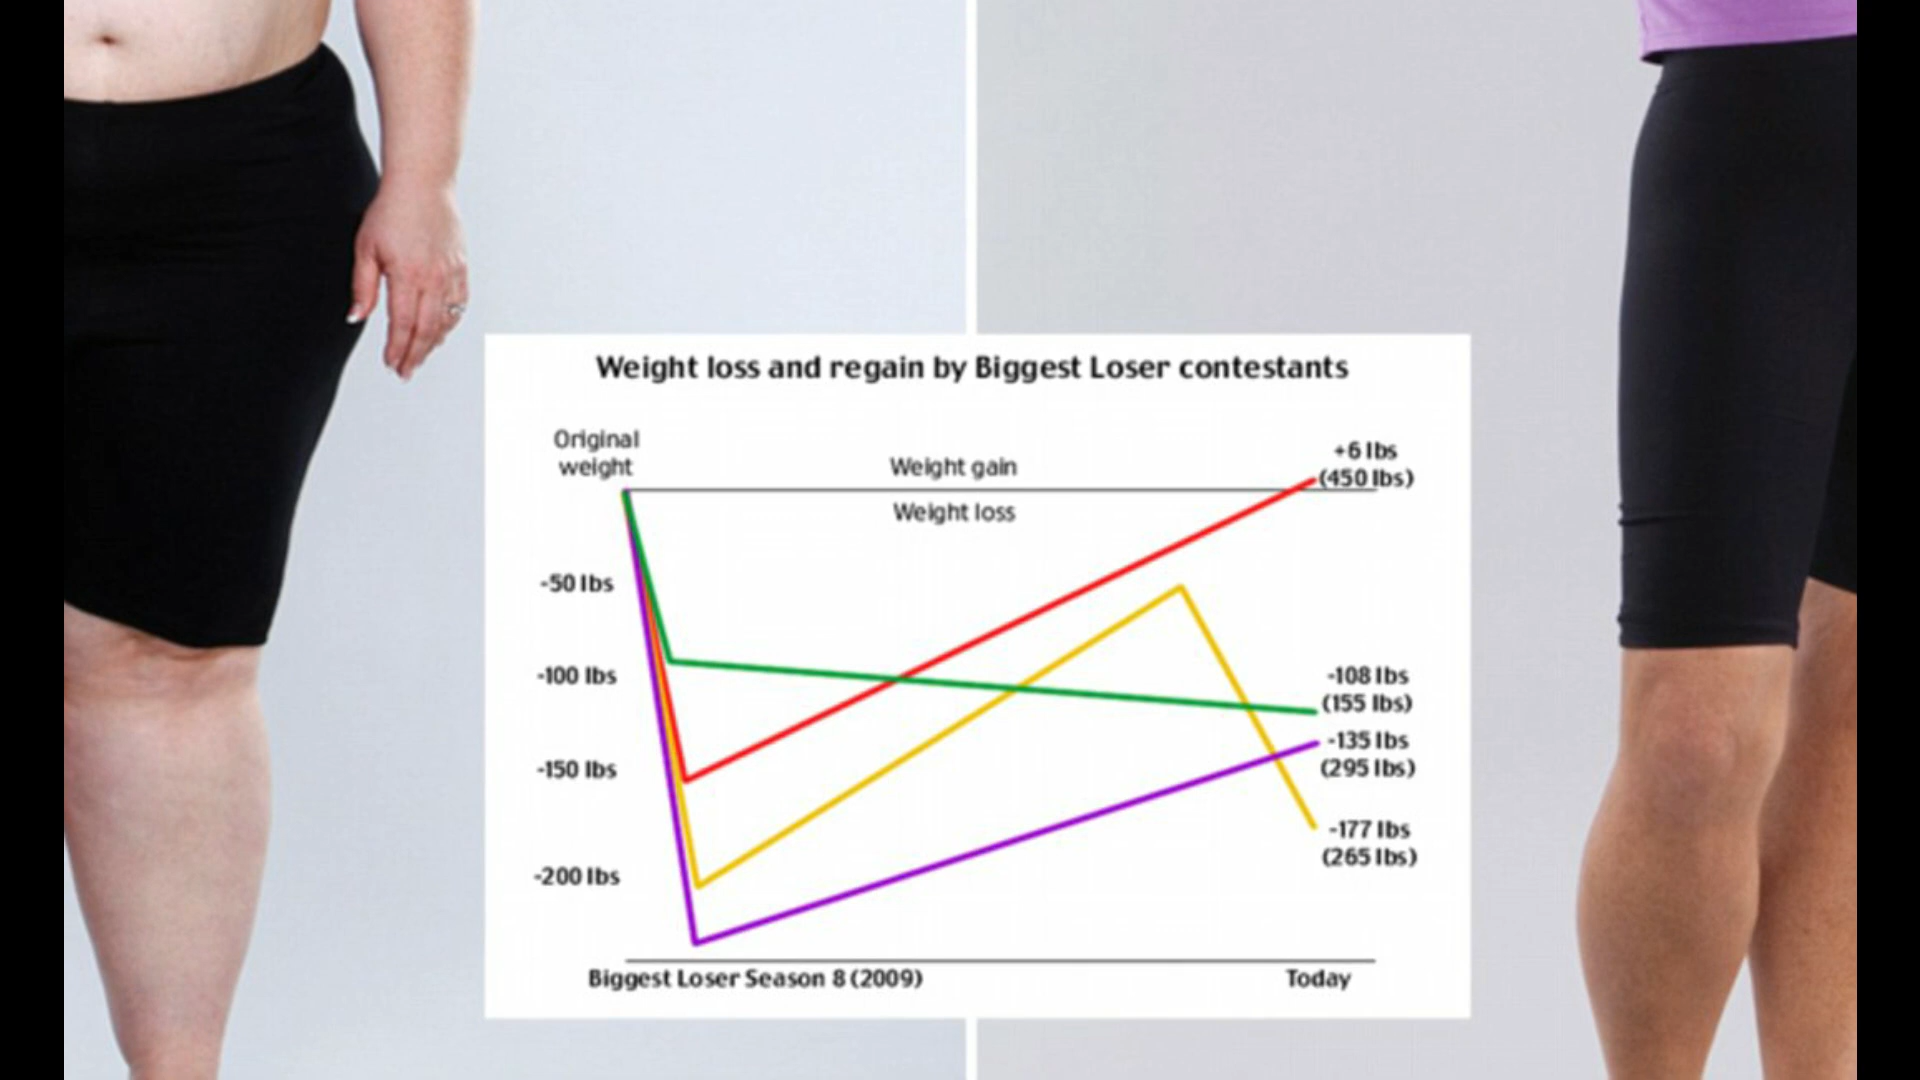 Weight loss and regain by Biggest Loser contestants
Original
weight
Weight gain
Weight loss
+6 lbs
(450 lbs)
-50 lbs
-100 lbs
-150 lbs
-200 lbs
-108 lbs
(155 lbs)
-135 lbs
(295 lbs)
-177 lbs
(265 lbs)
Biggest Loser Season 8 (2009)
Today